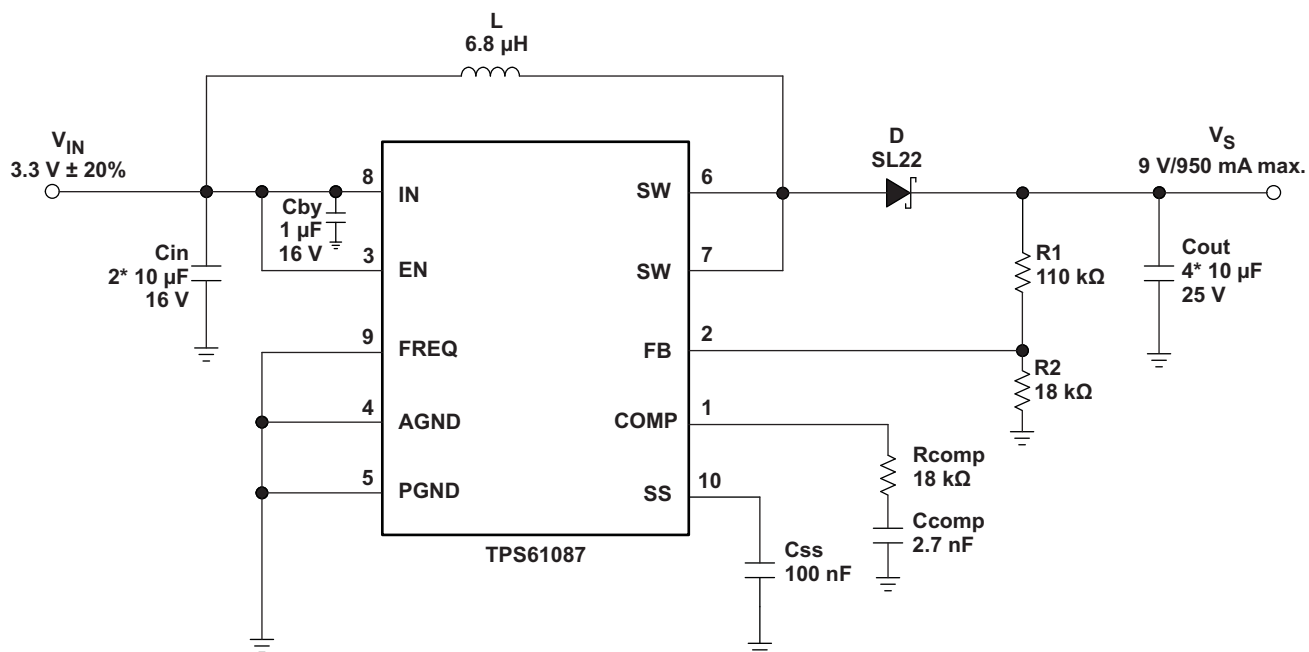 L
6.8 µH
V_IN
3.3 V ± 20%
D
SL22
V_S
9 V/950 mA max.
8
IN
SW
6
Cby
1 µF
16 V
Cin
2* 10 µF
16 V
3
EN
SW
7
R1
110 kΩ
Cout
4* 10 µF
25 V
9
FREQ
FB
2
R2
18 kΩ
4
AGND
COMP
1
Rcomp
18 kΩ
5
PGND
SS
10
Ccomp
2.7 nF
TPS61087
Css
100 nF